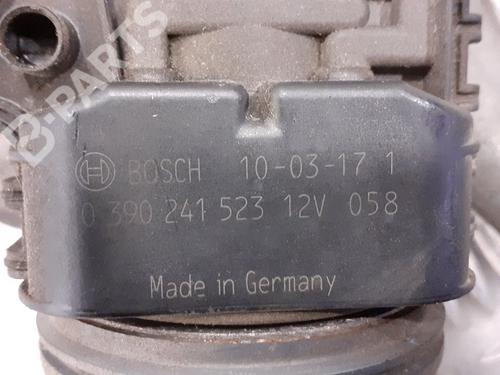 B-PARTS
BOSCH 10-03-17 1
0 390 241 523 12V 058
Made in Germany